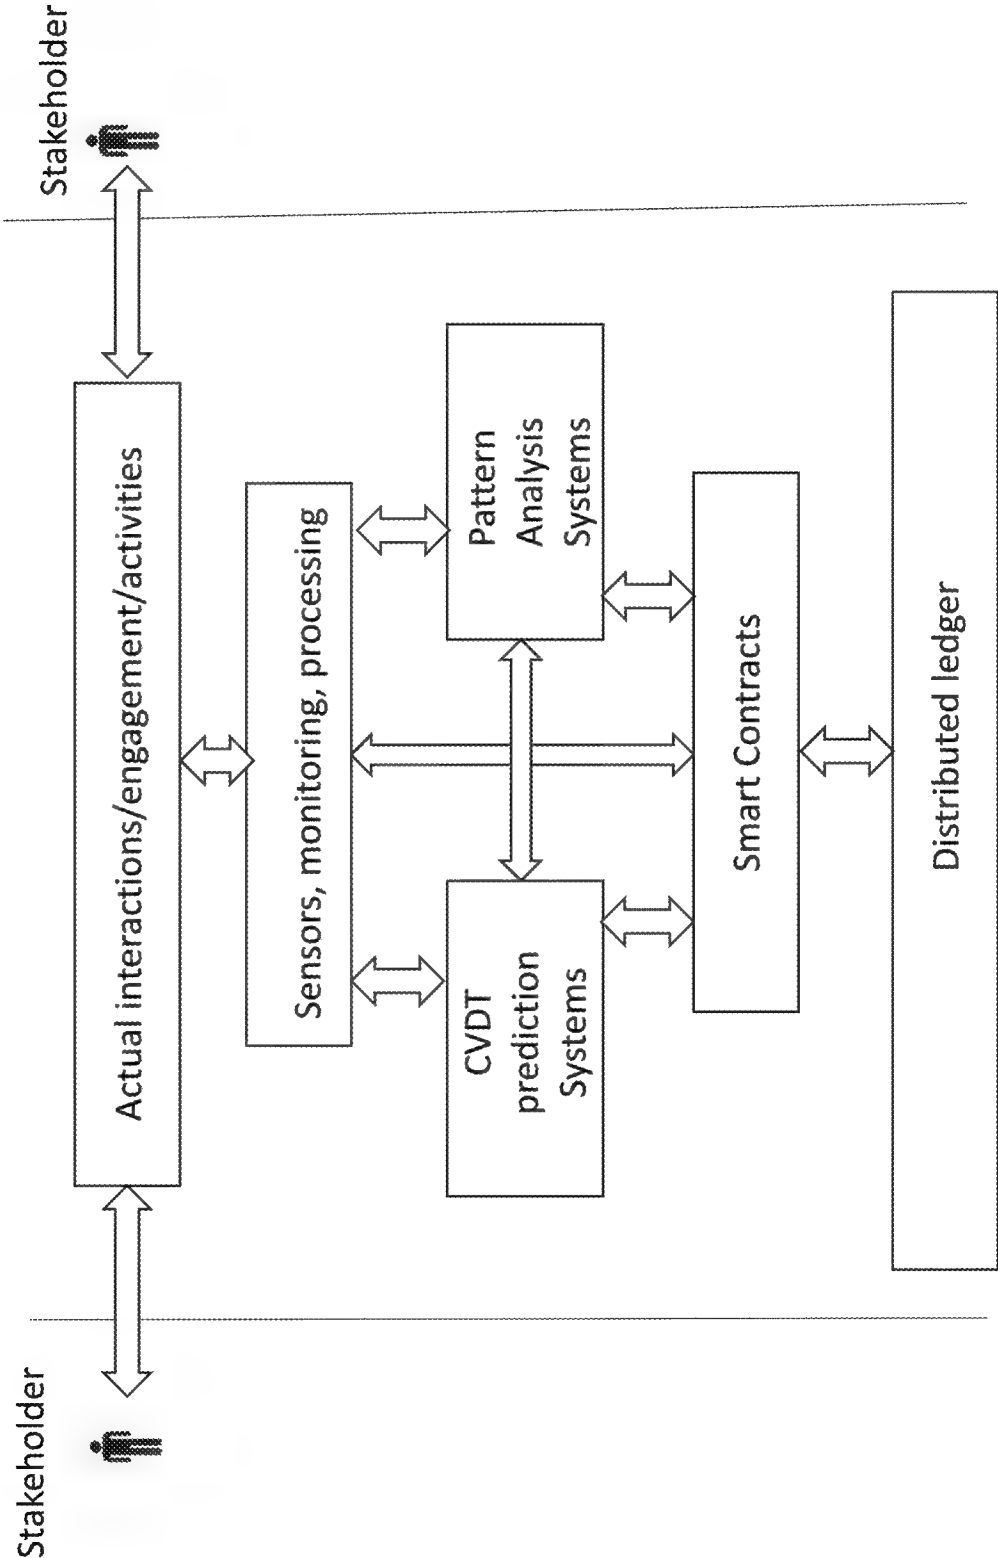 Stakeholder
Stakeholder
Actual interactions/engagement/activities
Sensors, monitoring, processing
CVDT
prediction
Systems
Pattern
Analysis
Systems
Smart Contracts
Distributed ledger